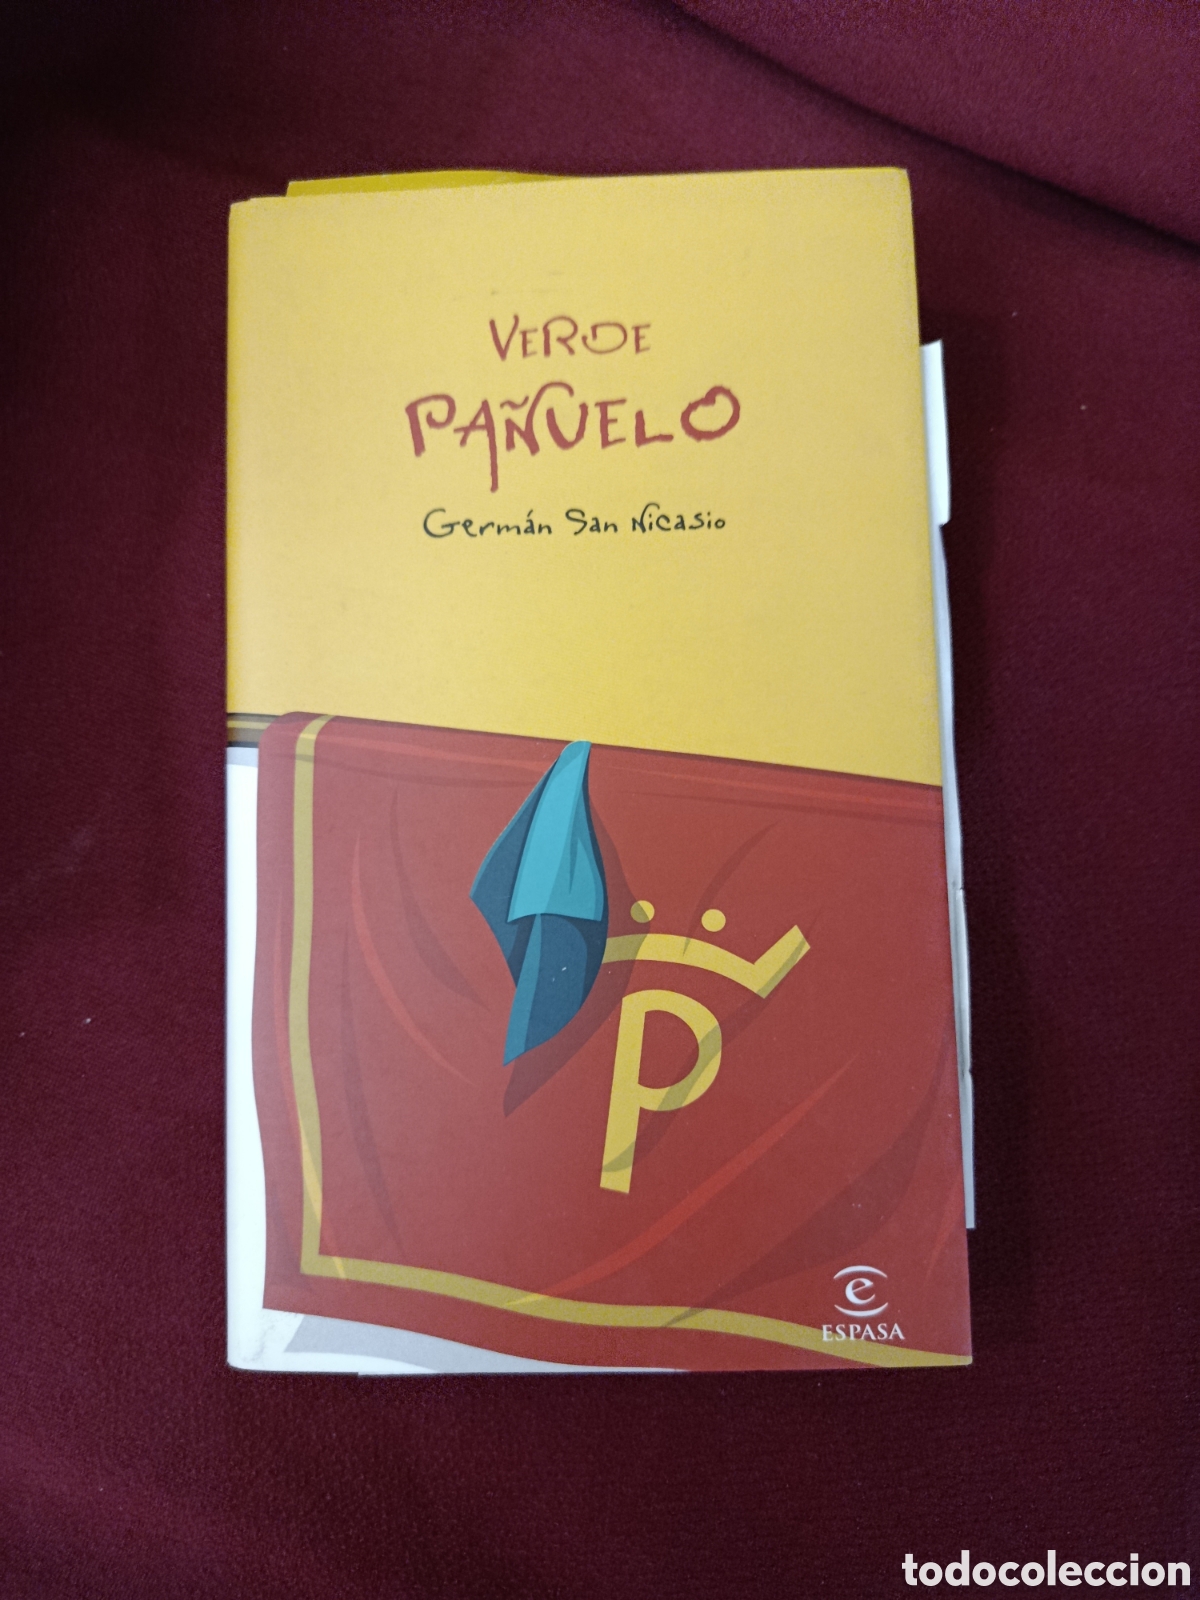 VERDE
PAÑUELO
Germán San Nicasio
P
e
ESPASA
todocoleccion